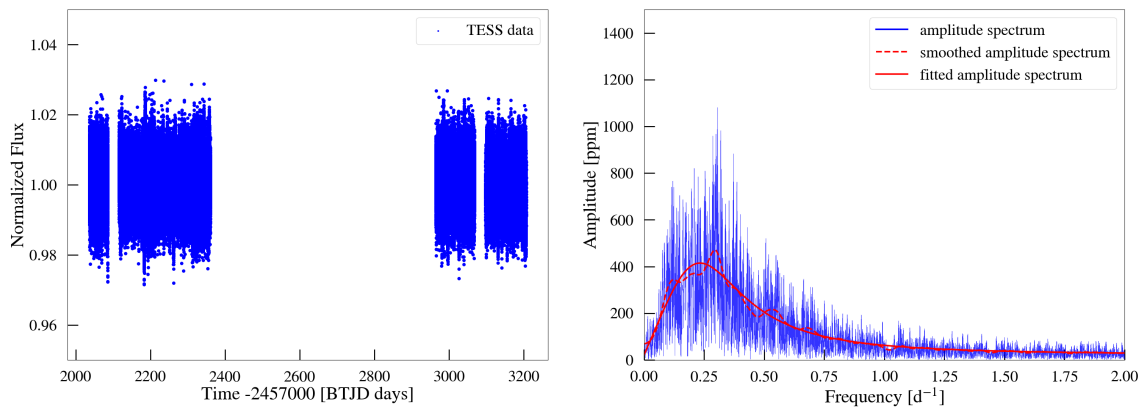 1.04
1.02
1.00
0.98
0.96
Normalized Flux
TESS data
2000 2200 2400 2600 2800 3000 3200
Time -2457000 [BTJD days]
1400
1200
1000
800
600
400
200
0
Amplitude [ppm]
amplitude spectrum
smoothed amplitude spectrum
fitted amplitude spectrum
0.00 0.25 0.50 0.75 1.00 1.25 1.50 1.75 2.00
Frequency [d⁻¹]